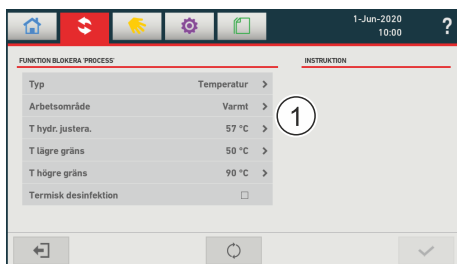 1-Jun-2020
10:00
?
FUNKTION BLOKERA 'PROCESS'
INSTRUKTION
Typ Temperatur >
Arbetsområde Varmt >
T hydr. justera. 57 °C >
T lägre gräns 50 °C >
T högre gräns 90 °C >
Termisk desinfektion
1